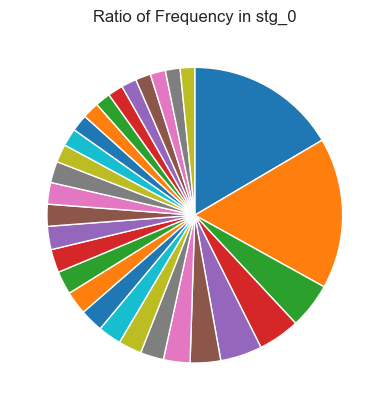 Ratio of Frequency in stg_0